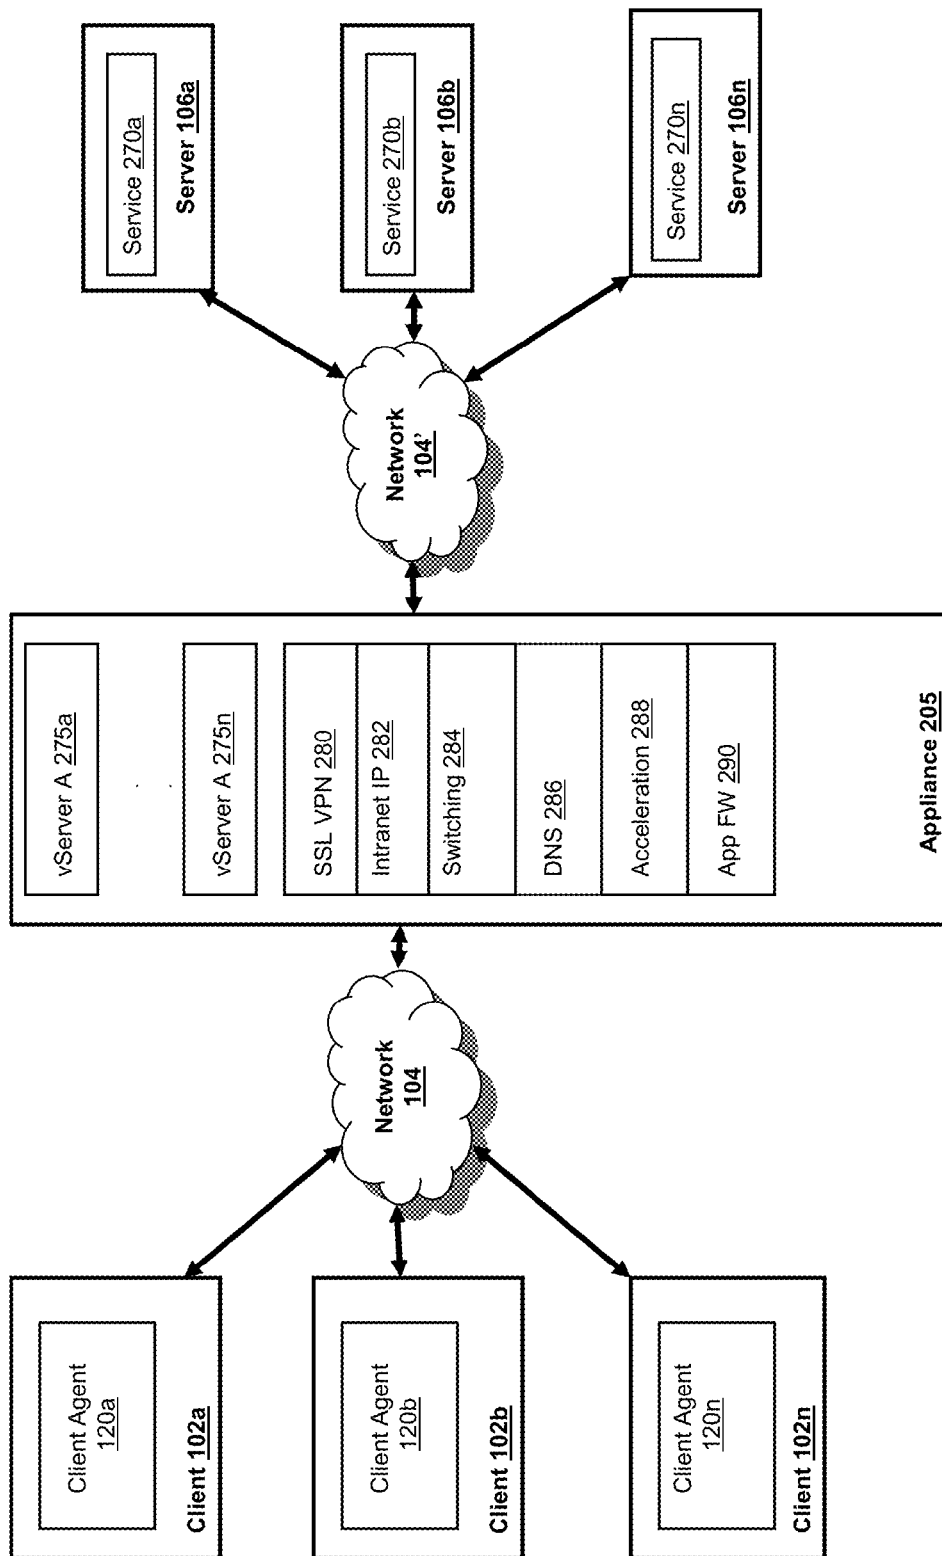 Client Agent
120a
Client 102a
Client Agent
120b
Client 102b
Client Agent
120n
Client 102n
Network
104
vServer A 275a
vServer A 275n
SSL VPN 280
Intranet IP 282
Switching 284
DNS 286
Acceleration 288
App FW 290
Appliance 205
Network
104'
Service 270a
Server 106a
Service 270b
Server 106b
Service 270n
Server 106n